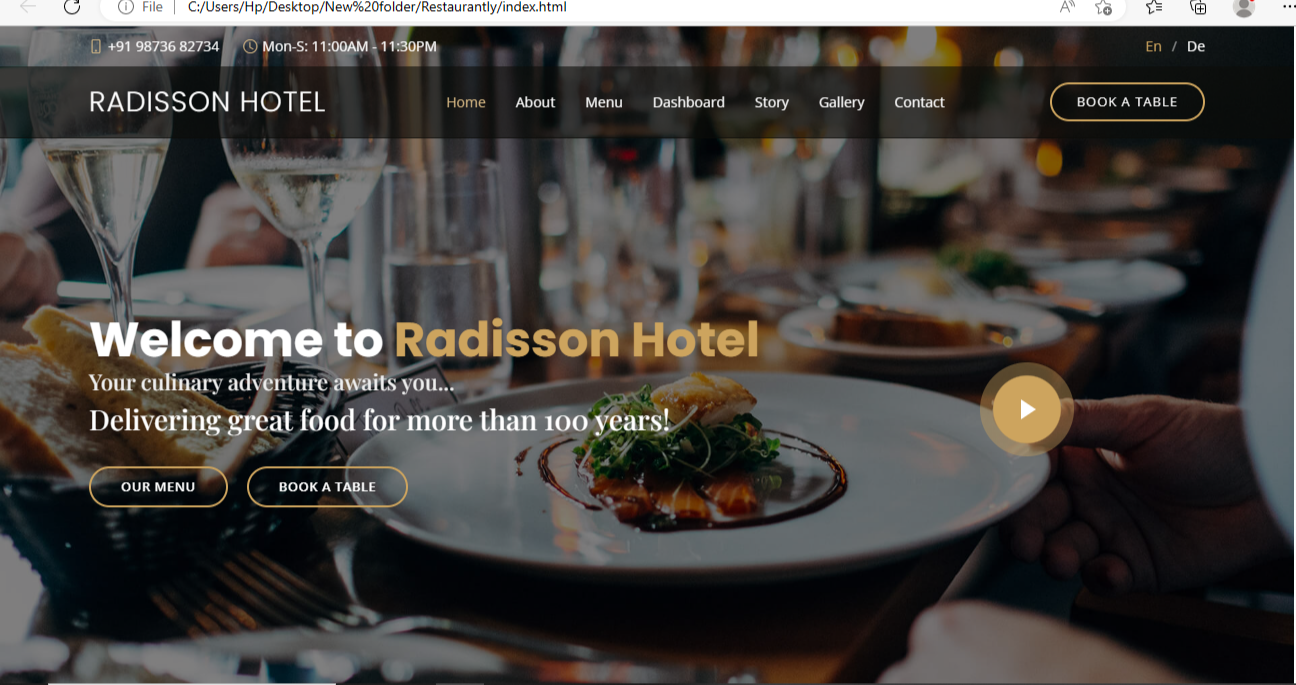 File C:/Users/Hp/Desktop/New%20folder/Restaurantly/index.html
+91 98736 82734 Mon-S: 11:00AM - 11:30PM En / De
RADISSON HOTEL Home About Menu Dashboard Story Gallery Contact BOOK A TABLE
Welcome to Radisson Hotel
Your culinary adventure awaits you...
Delivering great food for more than 100 years!
OUR MENU BOOK A TABLE